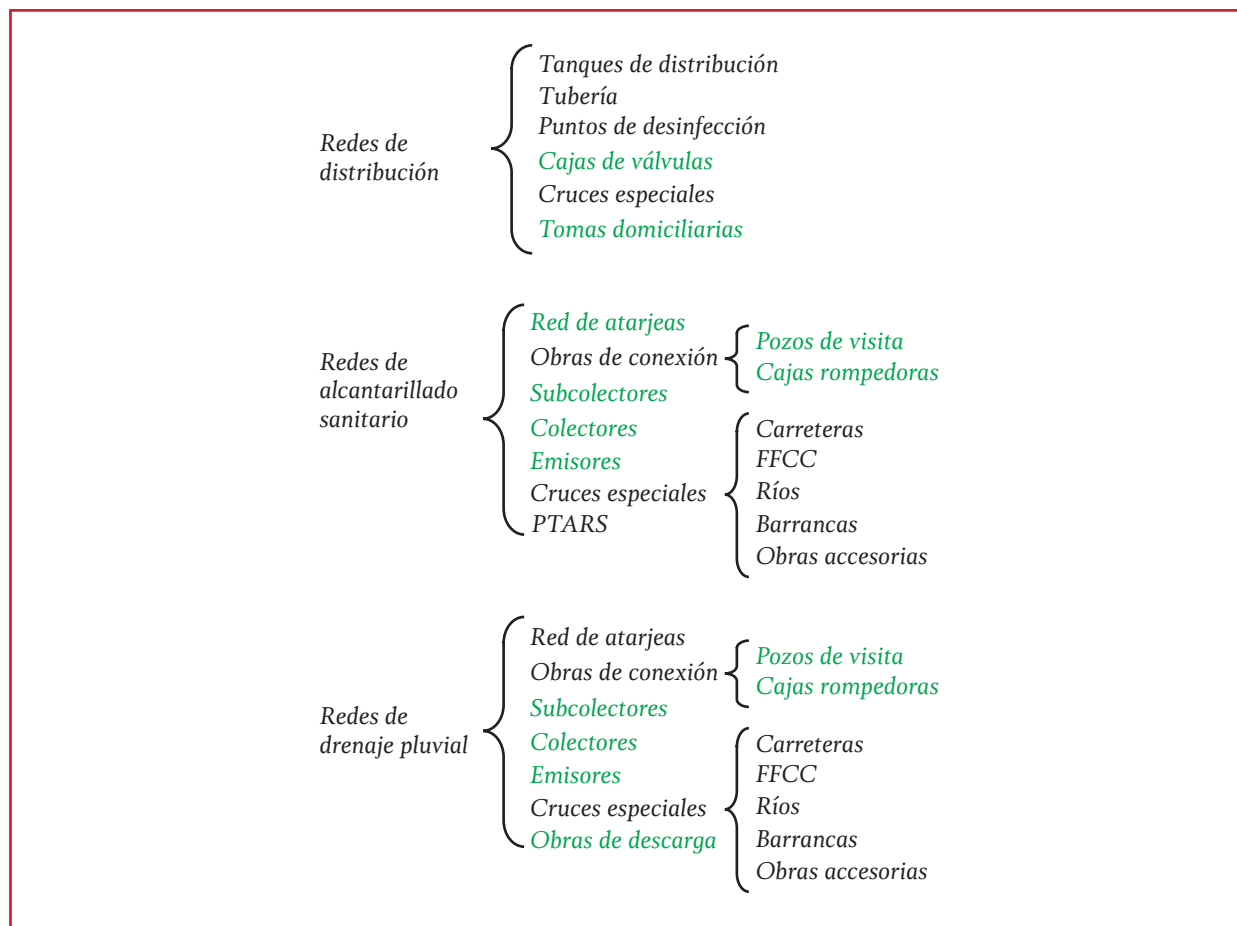 Redes de
distribución
Tanques de distribución
Tubería
Puntos de desinfección
Cajas de válvulas
Cruces especiales
Tomas domiciliarias
Redes de
alcantarillado
sanitario
Red de atarjeas
Obras de conexión
Pozos de visita
Cajas rompedoras
Subcolectores
Colectores
Emisores
Cruces especiales
Carreteras
FFCC
Ríos
Barrancas
Obras accesorias
PTARS
Redes de
drenaje pluvial
Red de atarjeas
Obras de conexión
Pozos de visita
Cajas rompedoras
Subcolectores
Colectores
Emisores
Cruces especiales
Carreteras
FFCC
Ríos
Barrancas
Obras accesorias
Obras de descarga